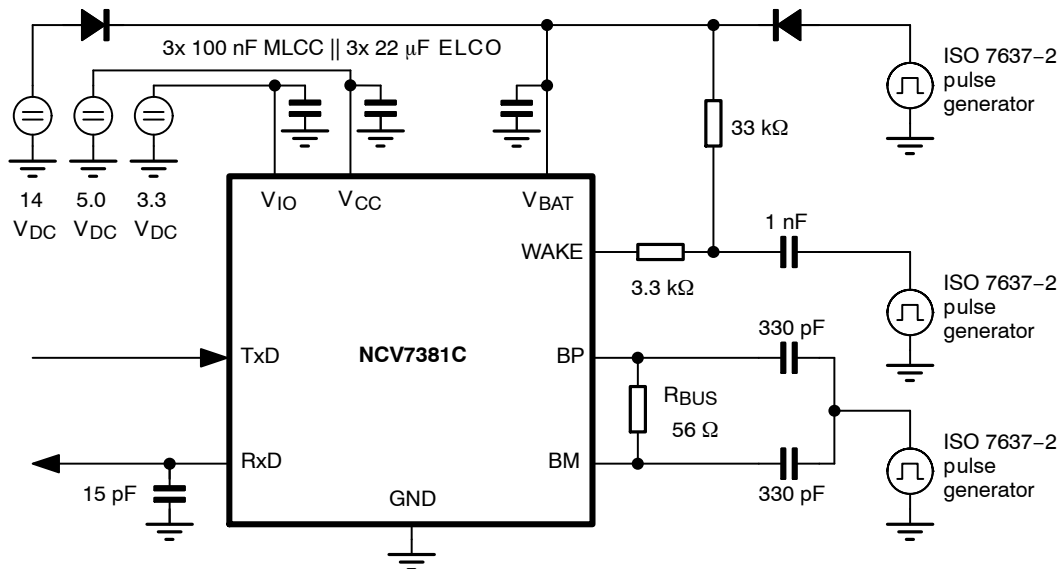 3x 100 nF MLCC || 3x 22 μF ELCO
ISO 7637−2
pulse
generator
33 kΩ
14
VDC
5.0
VDC
3.3
VDC
VIO
VCC
VBAT
WAKE
3.3 kΩ
1 nF
ISO 7637−2
pulse
generator
TxD
NCV7381C
BP
330 pF
RBUS
56 Ω
RxD
BM
330 pF
ISO 7637−2
pulse
generator
15 pF
GND